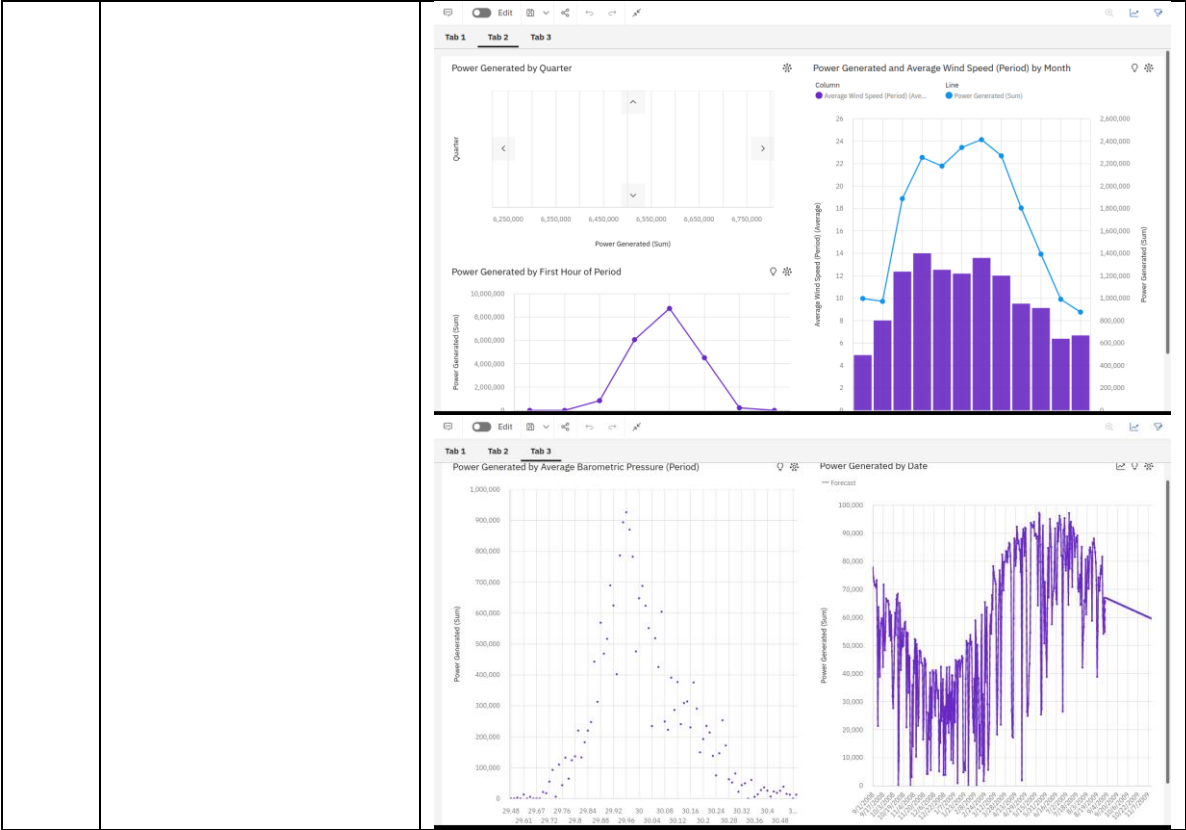 Edit
Tab 1 Tab 2 Tab 3
Power Generated by Quarter
Quarter
6,250,000 6,350,000 6,450,000 6,550,000 6,650,000 6,750,000
Power Generated (Sum)
Power Generated by First Hour of Period
Power Generated (Sum)
10,000,000
8,000,000
6,000,000
4,000,000
2,000,000
Power Generated and Average Wind Speed (Period) by Month
Column Line
Average Wind Speed (Period) (Ave... Power Generated (Sum)
Average Wind Speed (Period) (Average)
26
24
22
20
18
16
14
12
10
8
6
4
2
0
2,600,000
2,400,000
2,200,000
2,000,000
1,800,000
1,600,000
1,400,000
1,200,000
1,000,000
800,000
600,000
400,000
200,000
0
Power Generated (Sum)
Edit
Tab 1 Tab 2 Tab 3
Power Generated by Average Barometric Pressure (Period)
Power Generated (Sum)
1,000,000
900,000
800,000
700,000
600,000
500,000
400,000
300,000
200,000
100,000
0
29.48 29.67 29.76 29.84 29.92 30 30.08 30.16 30.24 30.32 30.4 3...
29.61 29.72 29.8 29.88 29.96 30.04 30.12 30.2 30.28 30.36 30.48
Power Generated by Date
Forecast
Power Generated (Sum)
100,000
90,000
80,000
70,000
60,000
50,000
40,000
30,000
20,000
10,000
0
9/1/2008